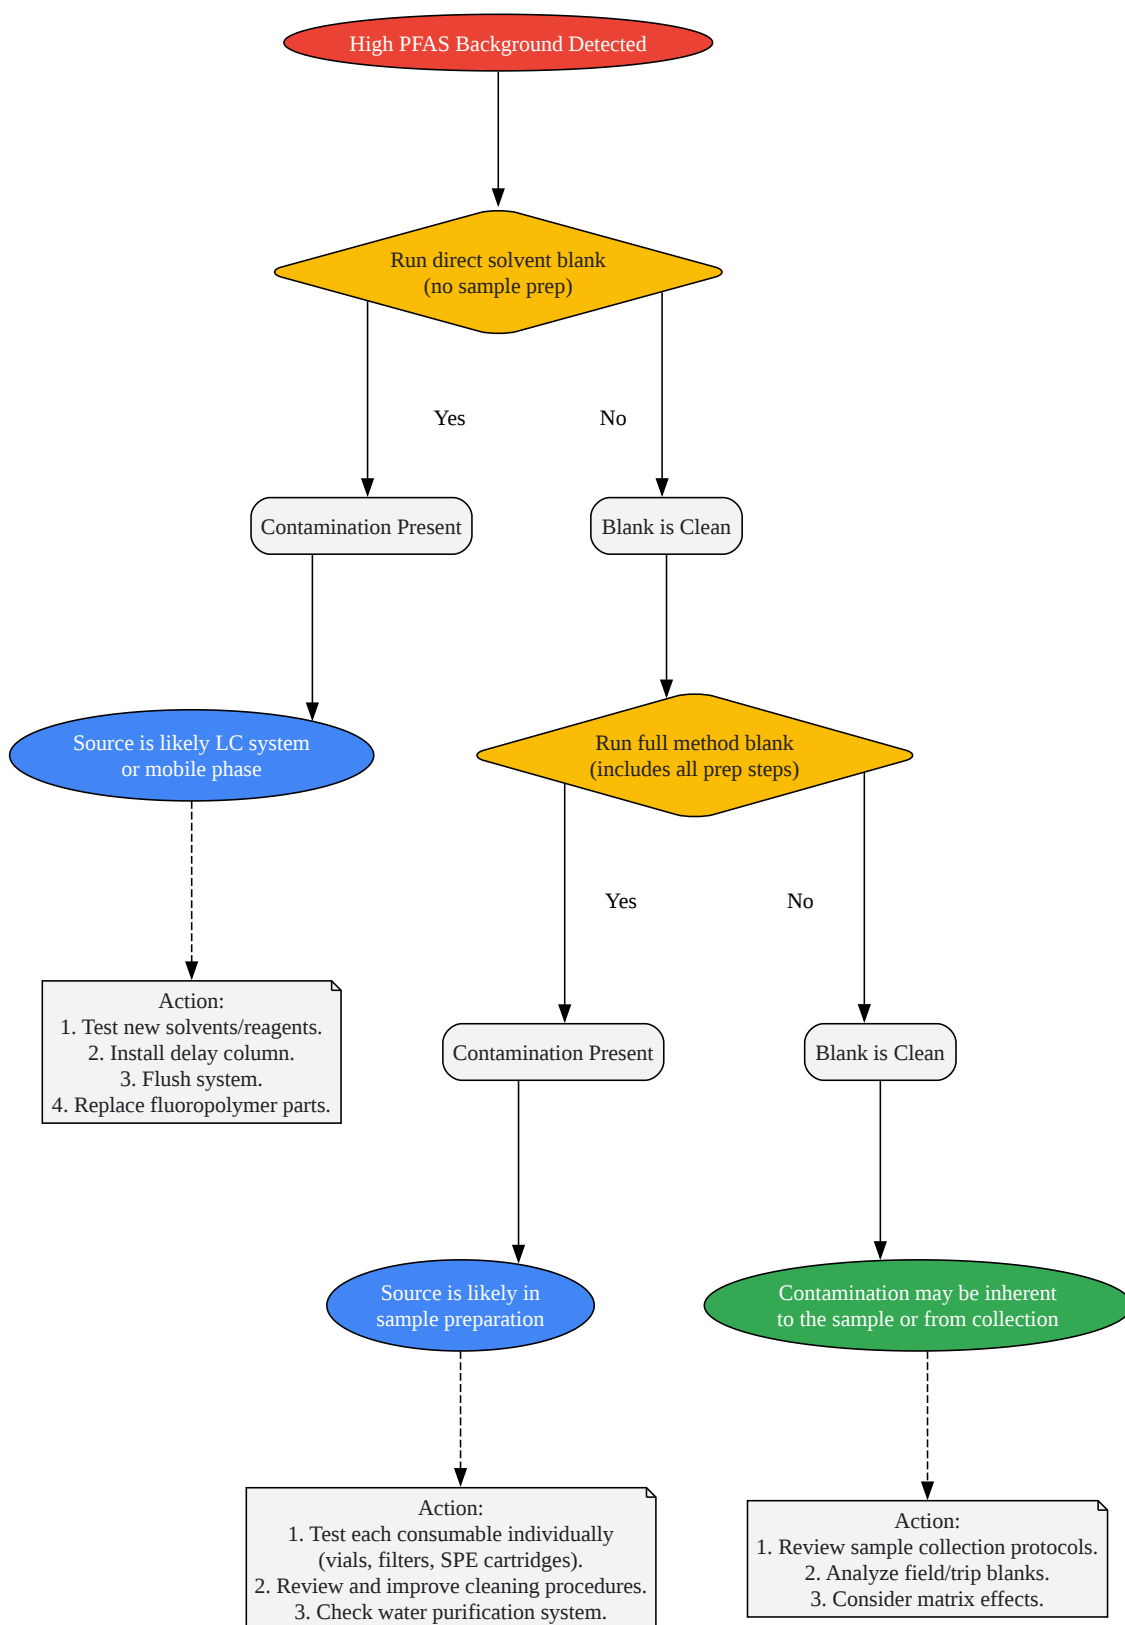 High PFAS Background Detected
Run direct solvent blank
(no sample prep)
Yes
No
Contamination Present
Blank is Clean
Source is likely LC system
or mobile phase
Run full method blank
(includes all prep steps)
Yes
No
Action:
1. Test new solvents/reagents.
2. Install delay column.
3. Flush system.
4. Replace fluoropolymer parts.
Contamination Present
Blank is Clean
Source is likely in
sample preparation
Contamination may be inherent
to the sample or from collection
Action:
1. Test each consumable individually
(vials, filters, SPE cartridges).
2. Review and improve cleaning procedures.
3. Check water purification system.
Action:
1. Review sample collection protocols.
2. Analyze field/trip blanks.
3. Consider matrix effects.